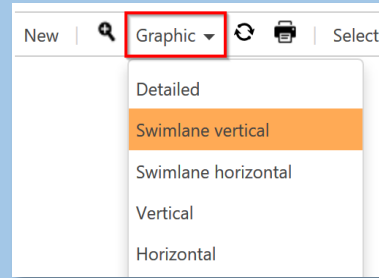 New | Graphic | Select
Detailed
Swimlane vertical
Swimlane horizontal
Vertical
Horizontal